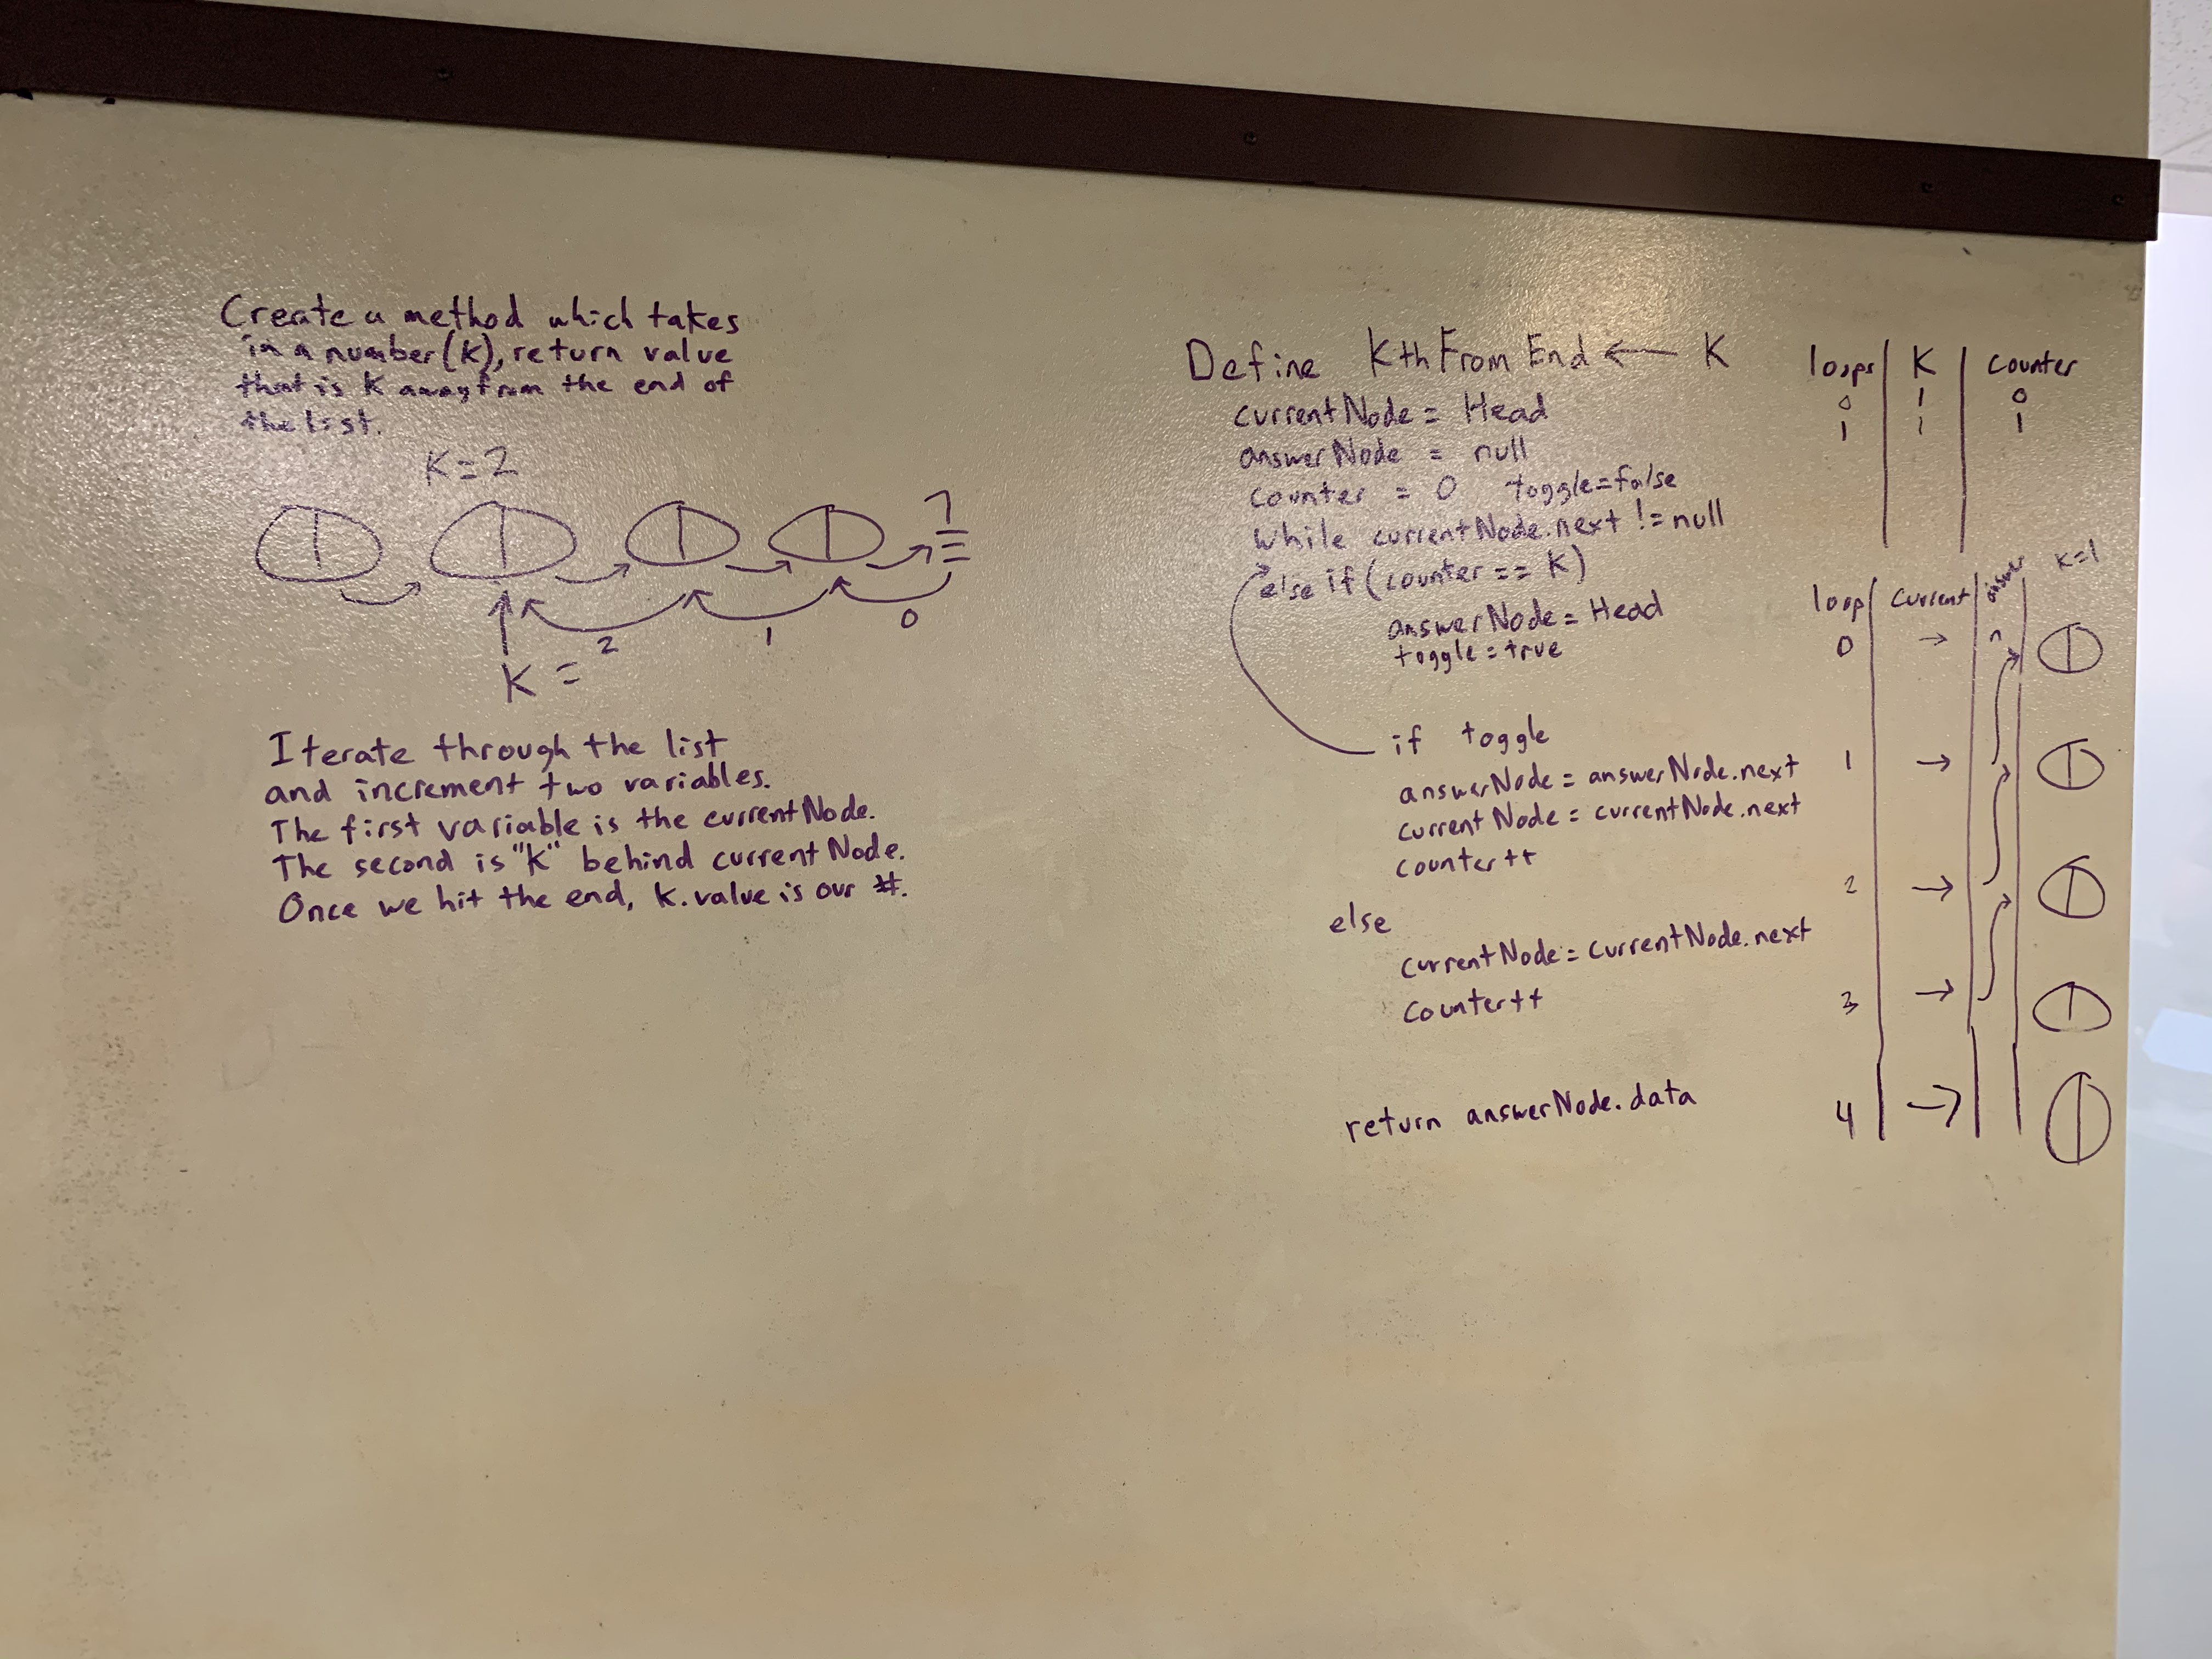 Create a method which takes
in a number (k), return value
that is K away from the end of
the list.
K = 2
2
1
0
K =
Iterate through the list
and increment two variables.
The first variable is the currentNode.
The second is "K" behind currentNode.
Once we hit the end, k.value is our #.
Define KthFromEnd ← K
currentNode = Head
answerNode = null
counter = 0 toggle=false
While currentNode.next != null
else if (counter == K)
answerNode = Head
toggle = true
if toggle
answerNode = answerNode.next
currentNode = currentNode.next
counter++
else
currentNode = currentNode.next
counter++
return answerNode.data
loops K counter
0 1 0
1 1 1
K=1
loop current answer
0 → n
1 →
2 →
3 →
4 →